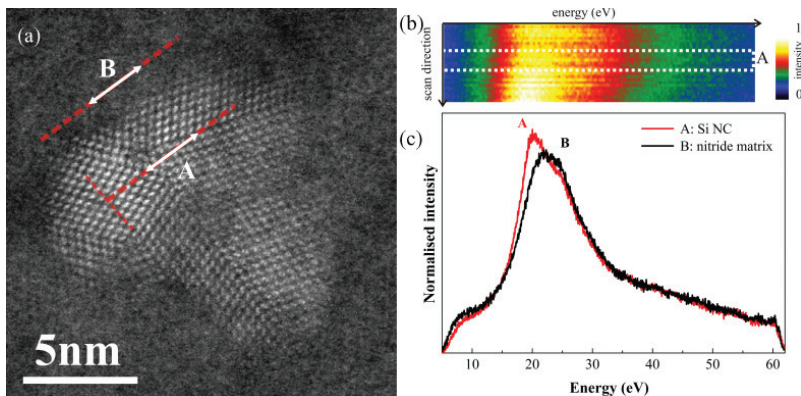 (a)
B
A
5nm
(b)
energy (eV)
scan direction
A
1
intensity
0
(c)
A
B
A: Si NC
B: nitride matrix
Normalised intensity
10 20 30 40 50 60
Energy (eV)